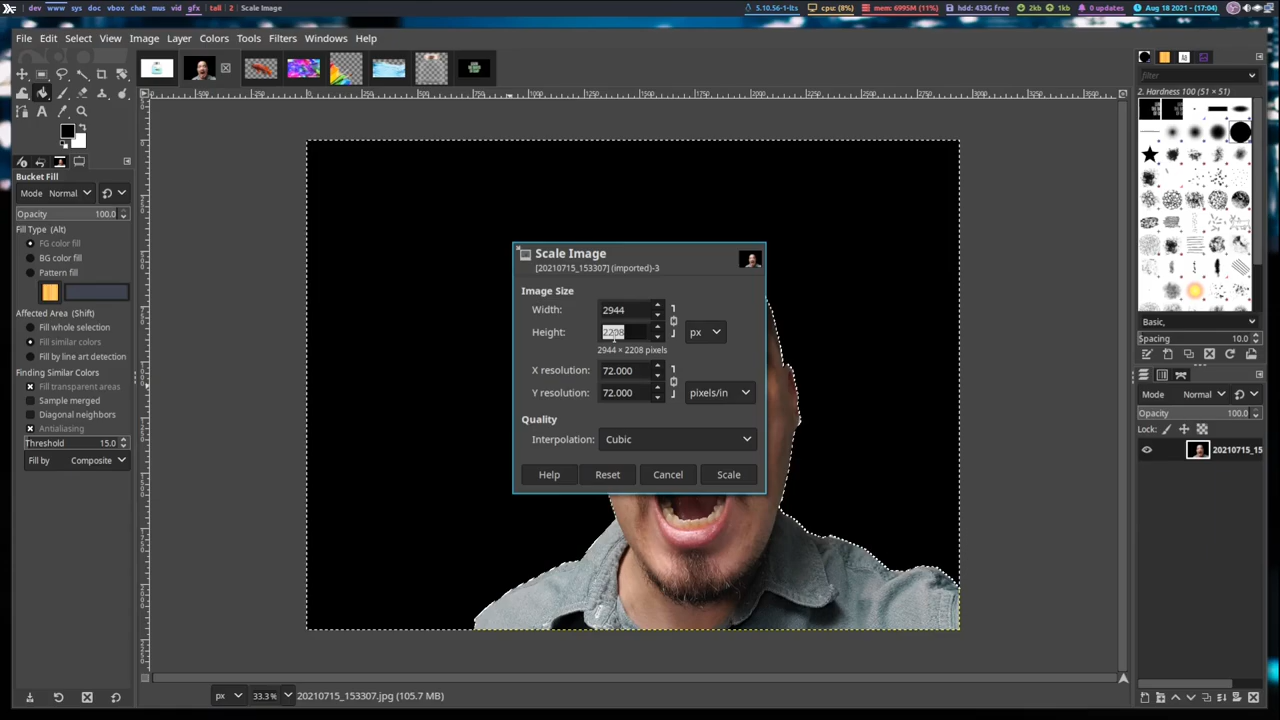 dev www sys doc vbox chat mus vid gfx | tall | 2 | Scale Image
5.10.56-1-lts cpu (8%) mem: 6995M (11%) hdd: 433G free 2kb 1kb 0 updates Aug 18 2021 - (17:04)
File Edit Select View Image Layer Colors Tools Filters Windows Help
filter
2. Hardness 100 (51 × 51)
Bucket Fill
Mode Normal
Opacity 100.0
Fill Type (Alt)
FG color fill
BG color fill
Pattern fill
Affected Area (Shift)
Fill whole selection
Fill similar colors
Fill by line art detection
Finding Similar Colors
Fill transparent areas
Sample merged
Diagonal neighbors
Antialiasing
Threshold 15.0
Fill by Composite
Scale Image
[20210715_153307] (imported)-3
Image Size
Width: 2944
Height: 2208 px
2944 × 2208 pixels
X resolution: 72.000
Y resolution: 72.000 pixels/in
Quality
Interpolation: Cubic
Help Reset Cancel Scale
Basic,
Spacing 10.0
Mode Normal
Opacity 100.0
Lock:
20210715_15
px 33.3 % 20210715_153307.jpg (105.7 MB)